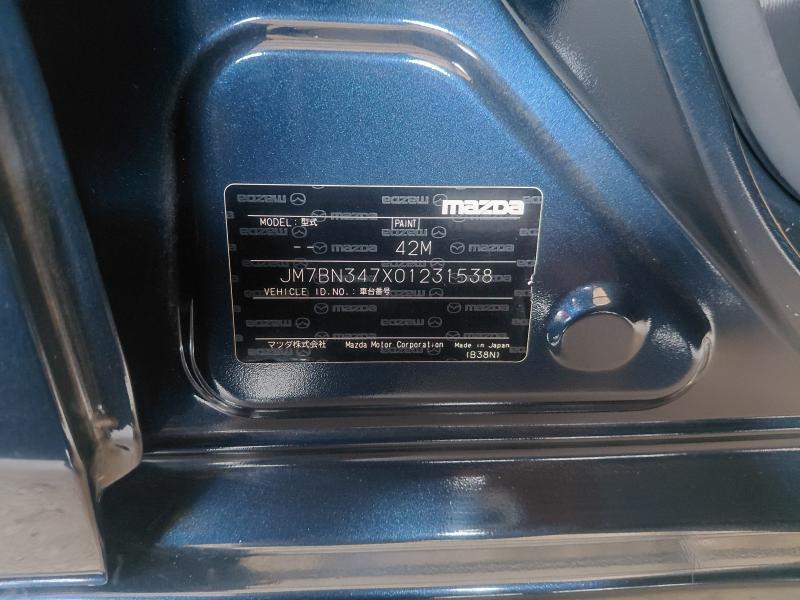 mazda
MODEL: 型式 PAINT
-- 42M
JM7BN347X01231538
VEHICLE ID.NO.: 車台番号
マツダ株式会社 Mazda Motor Corporation Made in Japan
(B38N)